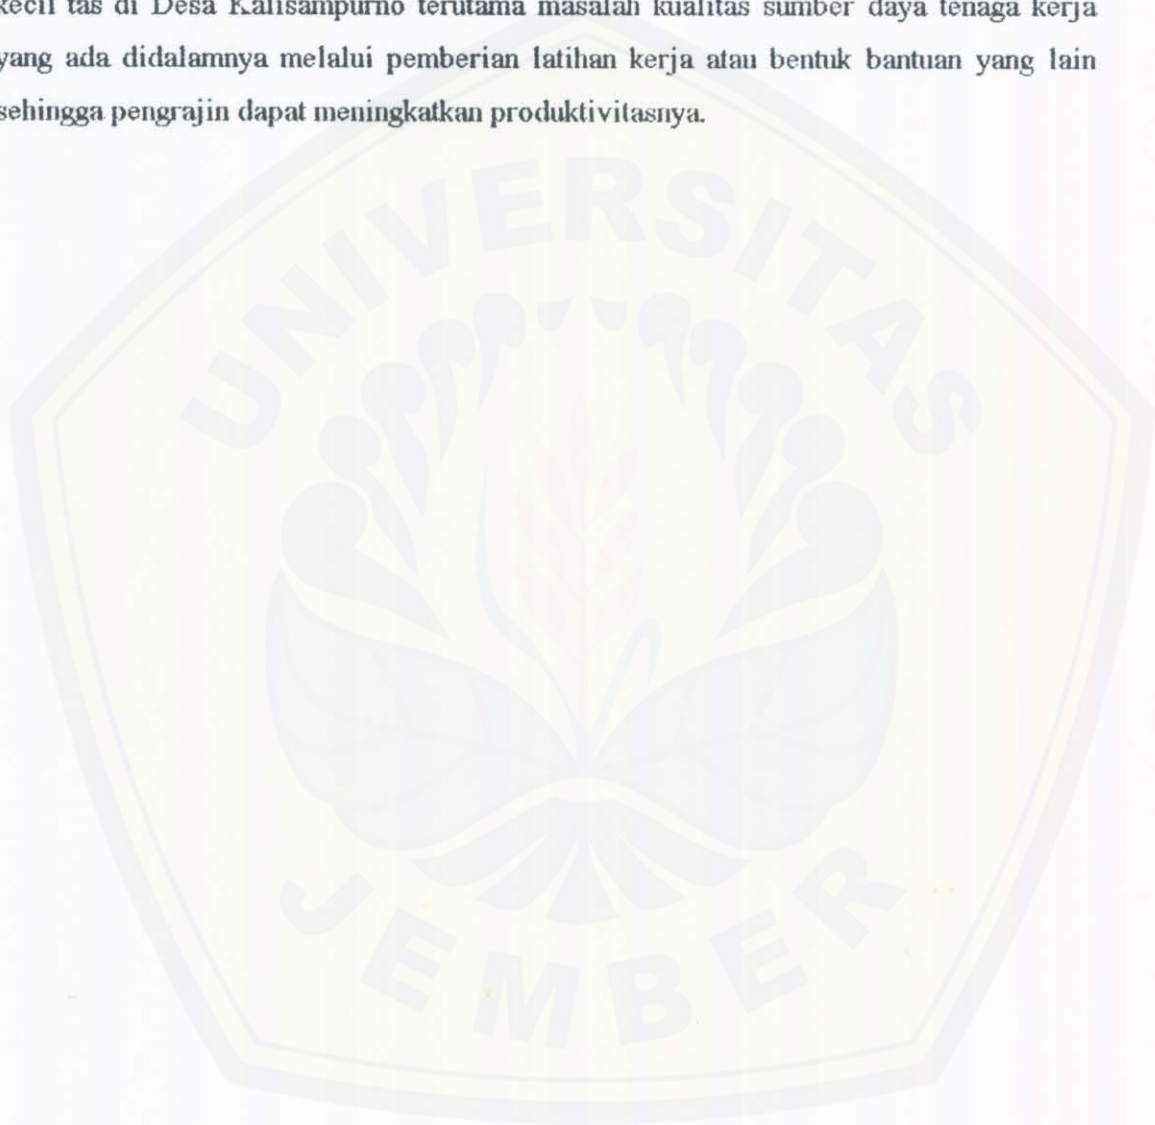 kecil tas di Desa Kalisampurno terutama masalah kualitas sumber daya tenaga kerja
yang ada didalamnya melalui pemberian latihan kerja atau bentuk bantuan yang lain
sehingga pengrajin dapat meningkatkan produktivitasnya.
UNIVERSITAS
JEMBER